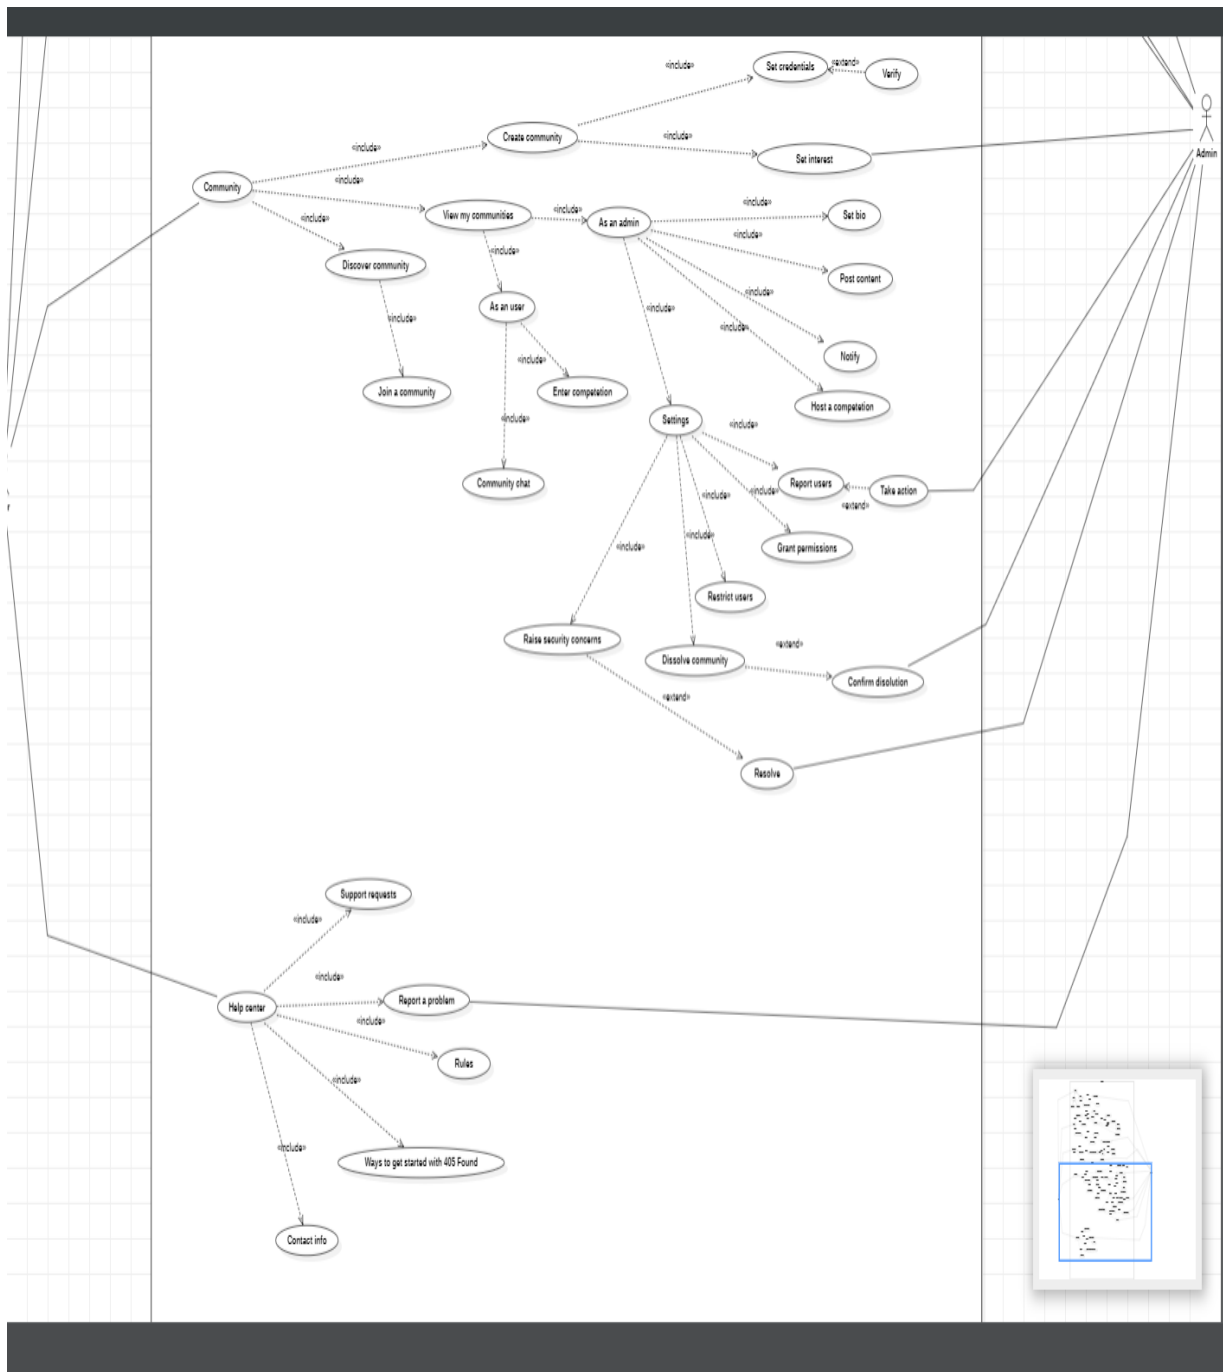 «include»
Set credentials
«extend»
Verify
Create community
«include»
Set interest
Admin
«include»
Community
«include»
View my communities
«include»
As an admin
«include»
Set bio
«include»
«include»
Discover community
«include»
Post content
As an user
«include»
«include»
«include»
«include»
Notify
«include»
Join a community
Enter competetion
Host a competetion
«include»
Settings
«include»
Community chat
Report users
Take action
«include»
«include»
«extend»
«include»
«include»
Grant permissions
Restrict users
Raise security concerns
Dissolve community
«extend»
Confirm disolution
«extend»
Resolve
Support requests
«include»
«include»
Help center
Report a problem
«include»
Rules
«include»
«include»
Ways to get started with 405 Found
Contact info